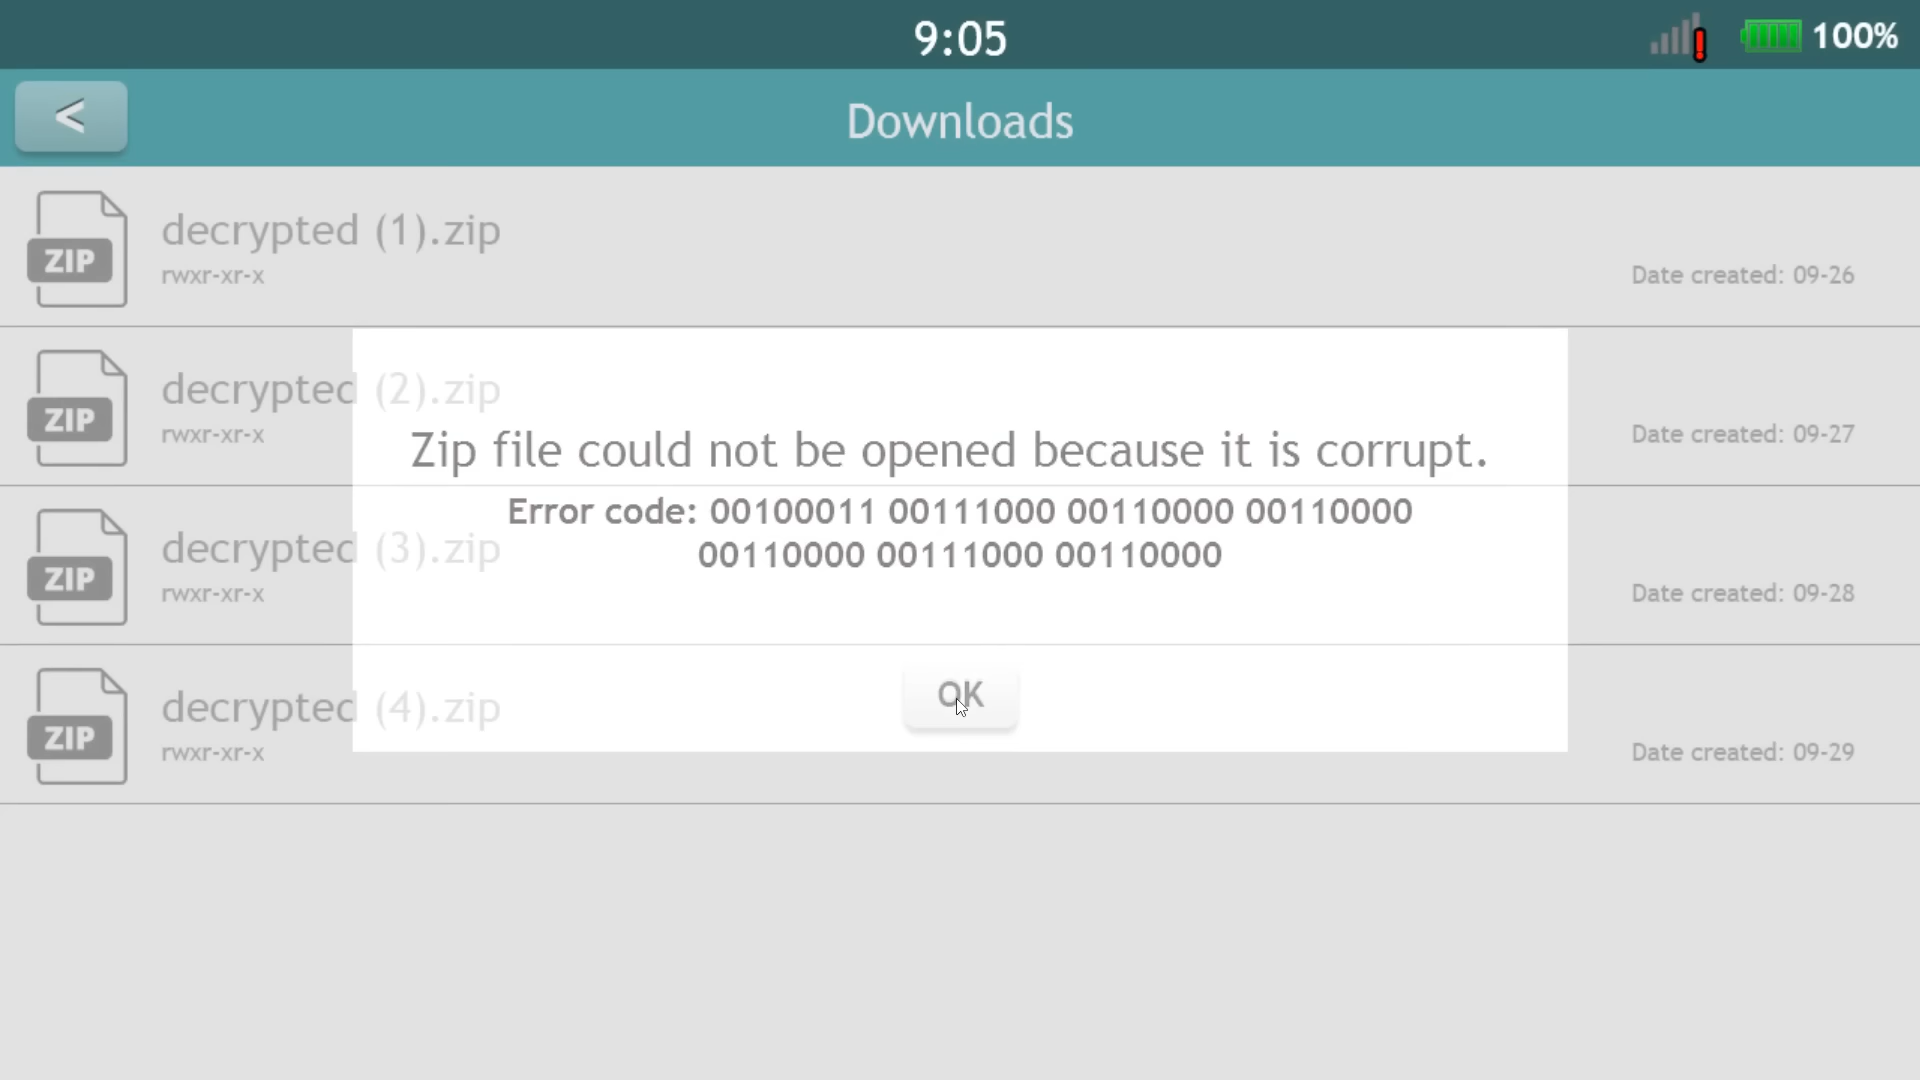 9:05
100%
<
Downloads
ZIP
decrypted (1).zip
rwxr-xr-x
Date created: 09-26
ZIP
decrypted (2).zip
rwxr-xr-x
Date created: 09-27
Zip file could not be opened because it is corrupt.
Error code: 00100011 00111000 00110000 00110000
00110000 00111000 00110000
ZIP
decrypted (3).zip
rwxr-xr-x
Date created: 09-28
OK
ZIP
decrypted (4).zip
rwxr-xr-x
Date created: 09-29